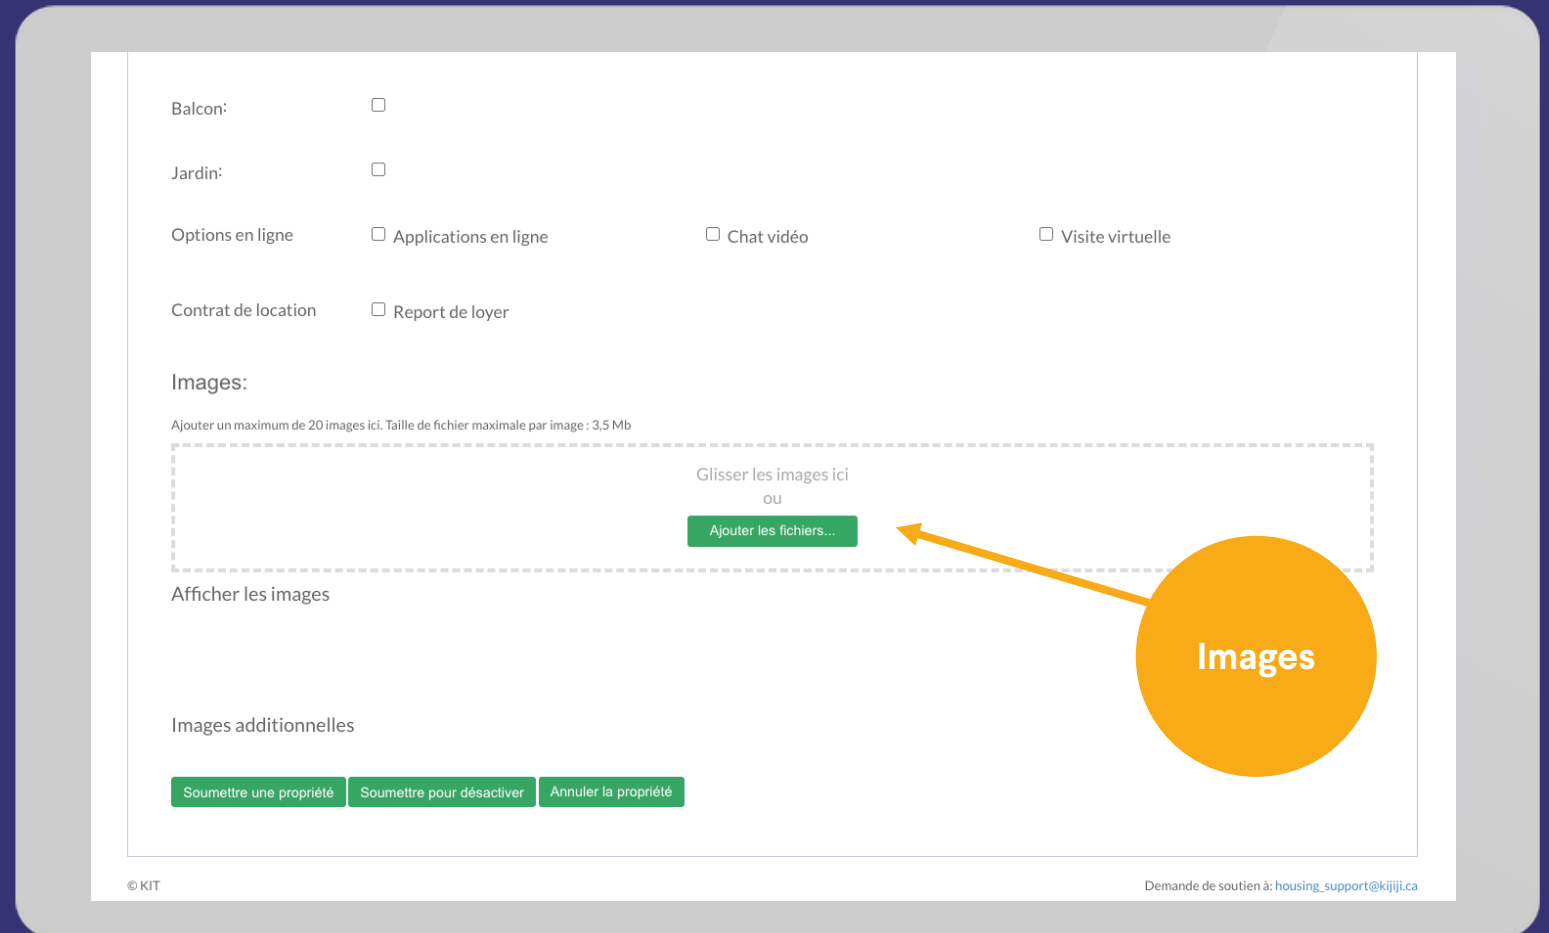 Balcon:
Jardin:
Options en ligne
Applications en ligne
Chat vidéo
Visite virtuelle
Contrat de location
Report de loyer
Images:
Ajouter un maximum de 20 images ici. Taille de fichier maximale par image : 3,5 Mb
Glisser les images ici
ou
Ajouter les fichiers...
Afficher les images
Images
Images additionnelles
Soumettre une propriété
Soumettre pour désactiver
Annuler la propriété
© KIT
Demande de soutien à: housing_support@kijiji.ca